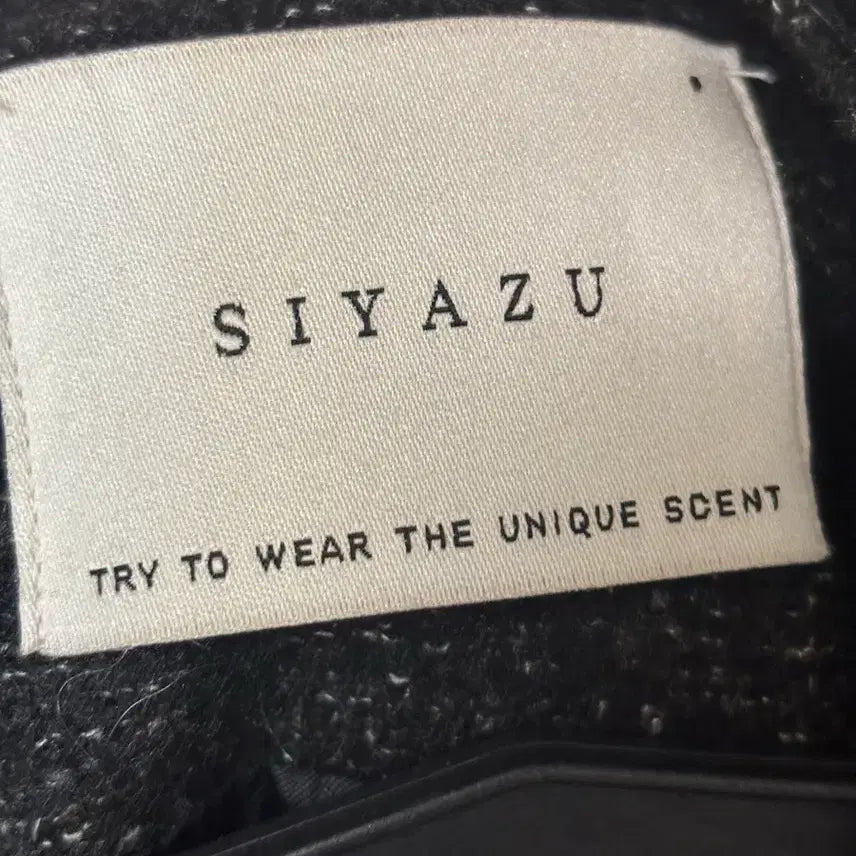 SIYAZU
TRY TO WEAR THE UNIQUE SCENT